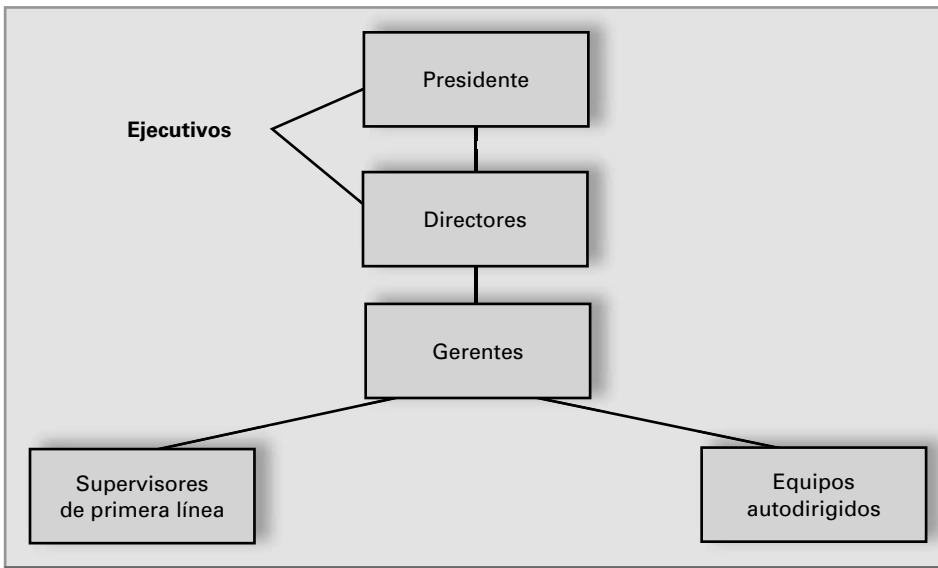 Presidente
Ejecutivos
Directores
Gerentes
Supervisores
de primera línea
Equipos
autodirigidos